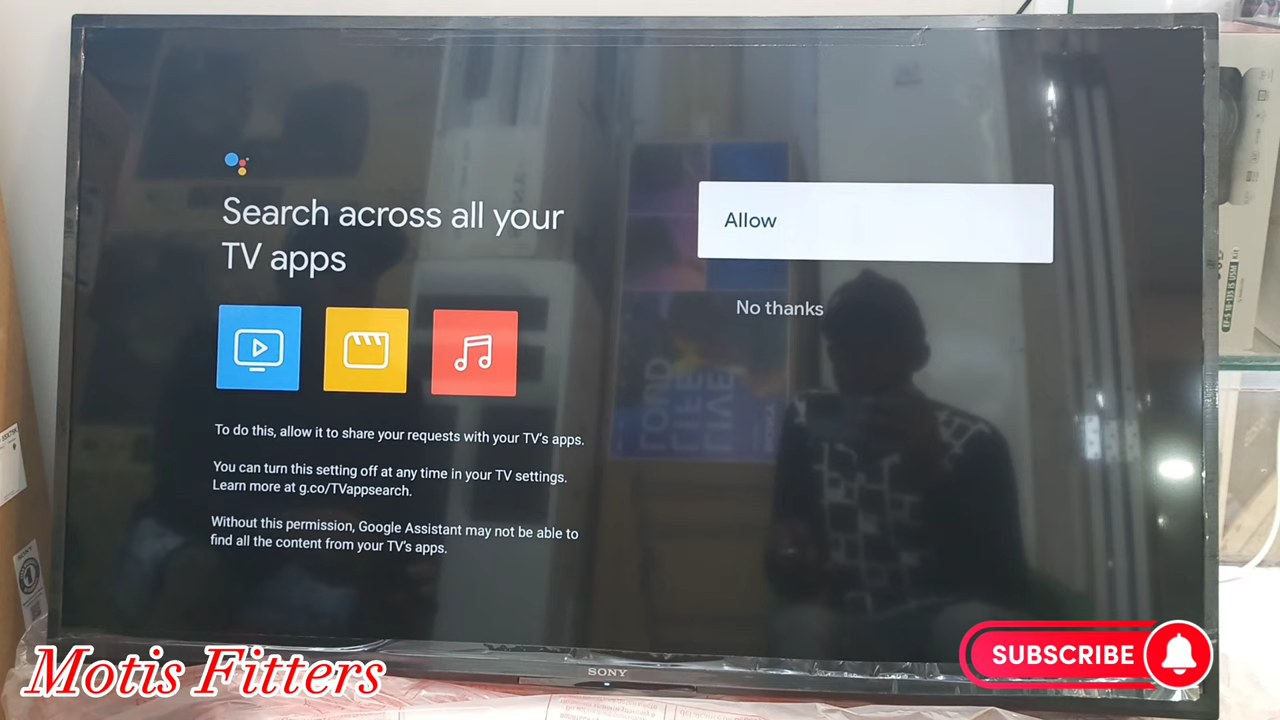 Search across all your
TV apps
To do this, allow it to share your requests with your TV's apps.
You can turn this setting off at any time in your TV settings.
Learn more at g.co/TVappsearch.
Without this permission, Google Assistant may not be able to
find all the content from your TV's apps.
Allow
No thanks
SONY
Motis Fitters
SUBSCRIBE